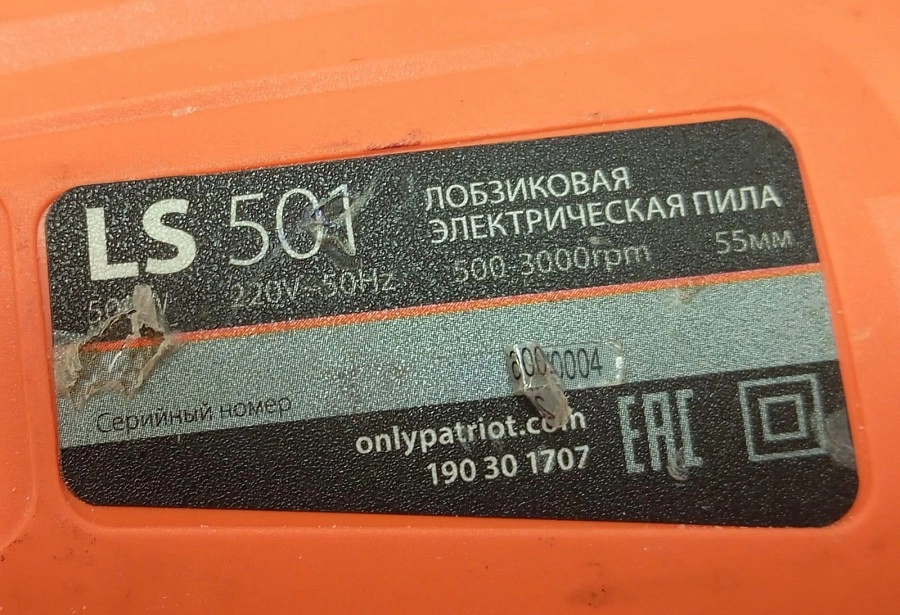 LS 501
ЛОБЗИКОВАЯ
ЭЛЕКТРИЧЕСКАЯ ПИЛА
220V~50Hz
500-3000rpm
55мм
Серийный номер
onlypatriot.com
190 30 1707
EAC